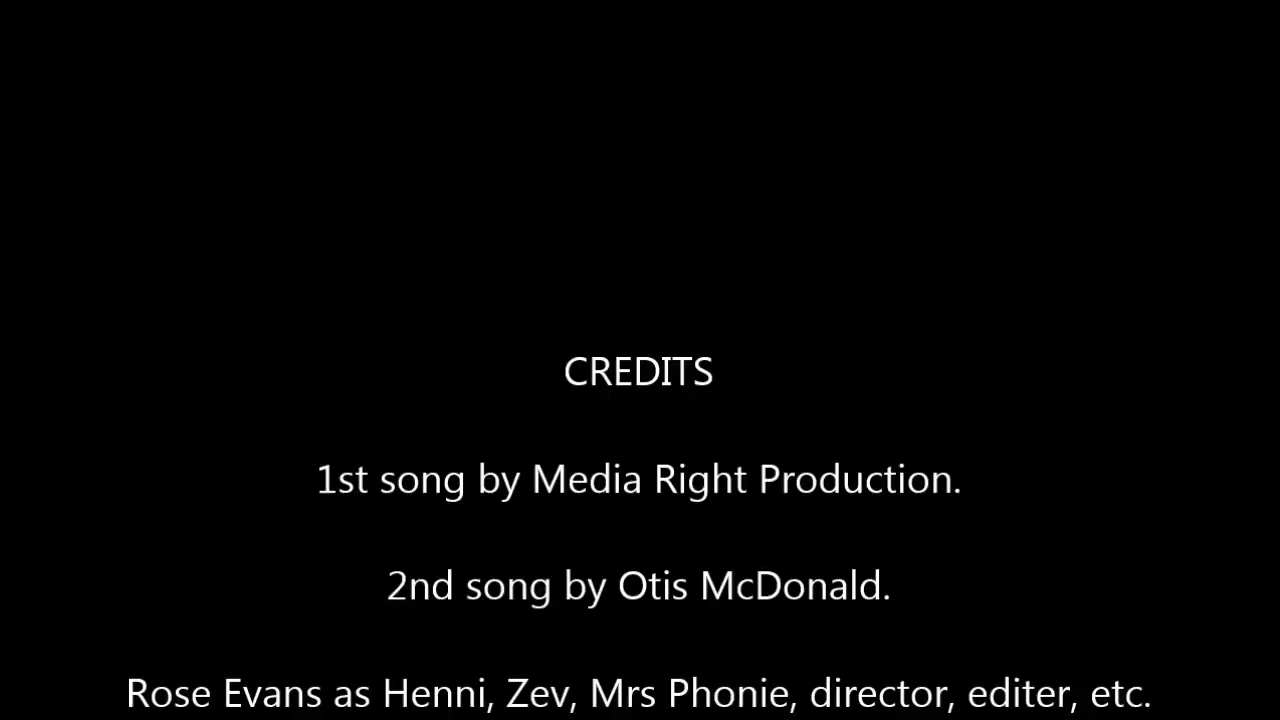 CREDITS
1st song by Media Right Production.
2nd song by Otis McDonald.
Rose Evans as Henni, Zev, Mrs Phonie, director, editer, etc.